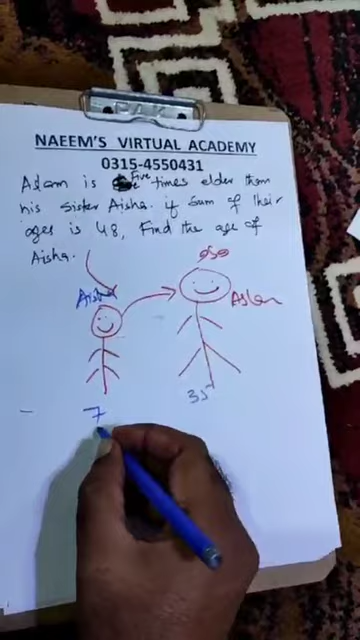 PAK
NAEEM'S VIRTUAL ACADEMY
0315-4550431
Aslam is Five times elder than
his sister Aisha. if sum of their
ages is 48, Find the age of
Aisha.
Aisha
Aslam
35
7